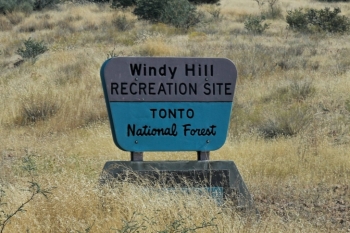 Windy Hill
RECREATION SITE
TONTO
National Forest